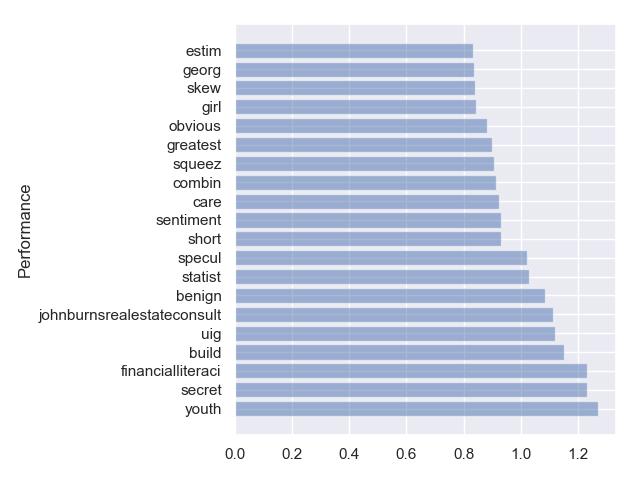 estim
georg
skew
girl
obvious
greatest
squeez
combin
care
sentiment
short
specul
statist
benign
johnburnsrealestateconsult
uig
build
financialliteraci
secret
youth
Performance
0.0 0.2 0.4 0.6 0.8 1.0 1.2